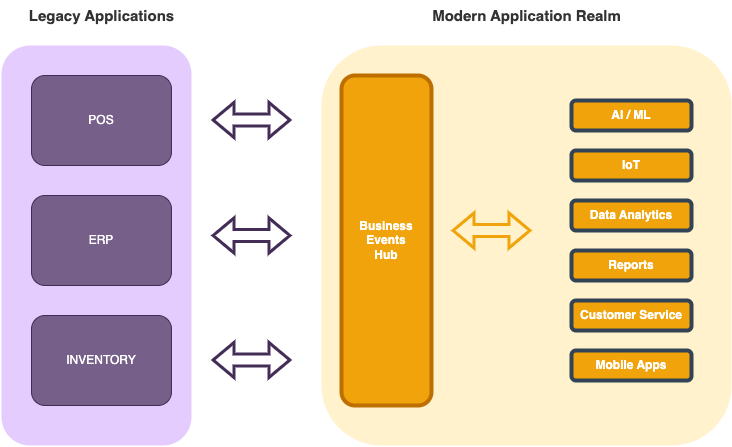 Legacy Applications
Modern Application Realm
POS
ERP
INVENTORY
Business
Events
Hub
AI / ML
IoT
Data Analytics
Reports
Customer Service
Mobile Apps